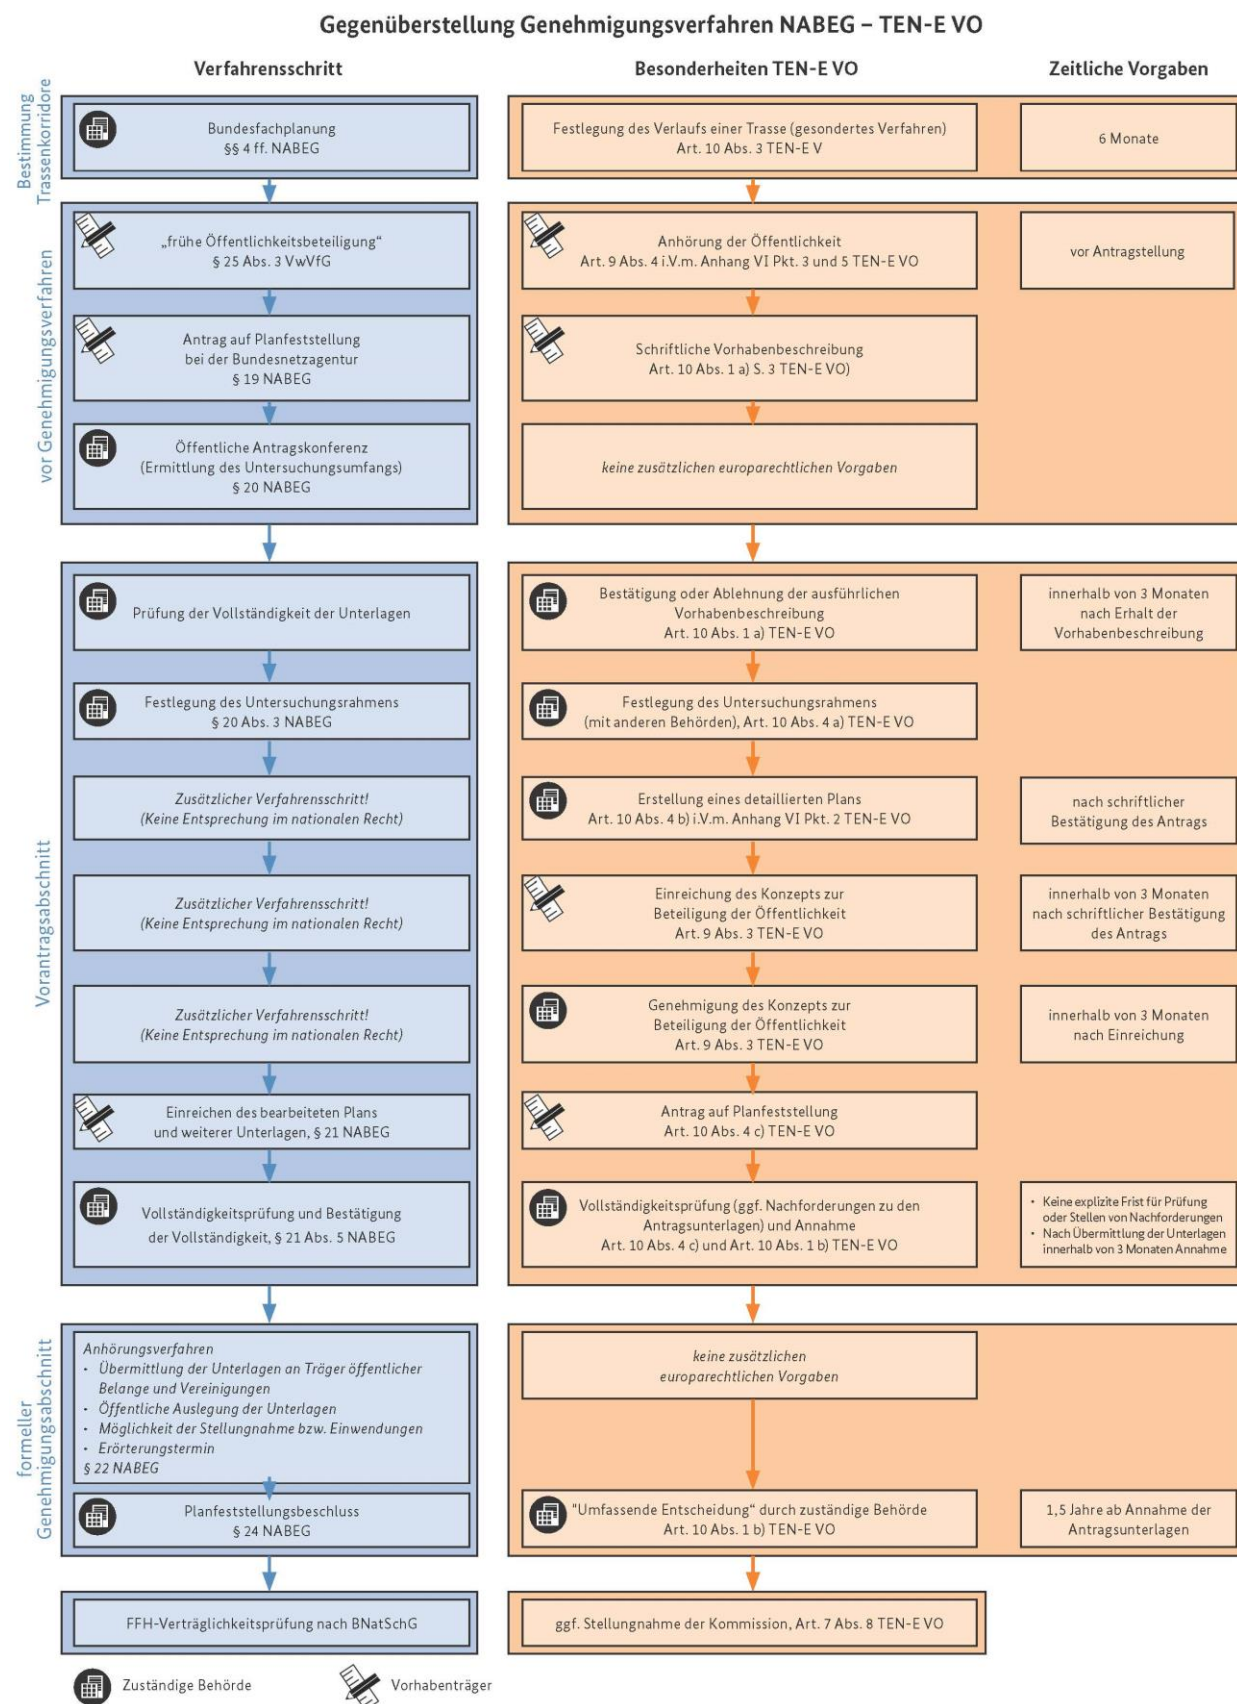 Gegenüberstellung Genehmigungsverfahren NABEG – TEN-E VO
Verfahrensschritt
Besonderheiten TEN-E VO
Zeitliche Vorgaben
Bestimmung
Trassenkorridore
Bundesfachplanung
§§ 4 ff. NABEG
Festlegung des Verlaufs einer Trasse (gesondertes Verfahren)
Art. 10 Abs. 3 TEN-E V
6 Monate
vor Genehmigungsverfahren
„frühe Öffentlichkeitsbeteiligung“
§ 25 Abs. 3 VwVfG
Anhörung der Öffentlichkeit
Art. 9 Abs. 4 i.V.m. Anhang VI Pkt. 3 und 5 TEN-E VO
vor Antragstellung
Antrag auf Planfeststellung
bei der Bundesnetzagentur
§ 19 NABEG
Schriftliche Vorhabenbeschreibung
Art. 10 Abs. 1 a) S. 3 TEN-E VO)
Öffentliche Antragskonferenz
(Ermittlung des Untersuchungsumfangs)
§ 20 NABEG
keine zusätzlichen europarechtlichen Vorgaben
Vorantragsabschnitt
Prüfung der Vollständigkeit der Unterlagen
Bestätigung oder Ablehnung der ausführlichen
Vorhabenbeschreibung
Art. 10 Abs. 1 a) TEN-E VO
innerhalb von 3 Monaten
nach Erhalt der
Vorhabenbeschreibung
Festlegung des Untersuchungsrahmens
§ 20 Abs. 3 NABEG
Festlegung des Untersuchungsrahmens
(mit anderen Behörden), Art. 10 Abs. 4 a) TEN-E VO
Zusätzlicher Verfahrensschritt!
(Keine Entsprechung im nationalen Recht)
Erstellung eines detaillierten Plans
Art. 10 Abs. 4 b) i.V.m. Anhang VI Pkt. 2 TEN-E VO
nach schriftlicher
Bestätigung des Antrags
Zusätzlicher Verfahrensschritt!
(Keine Entsprechung im nationalen Recht)
Einreichung des Konzepts zur
Beteiligung der Öffentlichkeit
Art. 9 Abs. 3 TEN-E VO
innerhalb von 3 Monaten
nach schriftlicher Bestätigung
des Antrags
Zusätzlicher Verfahrensschritt!
(Keine Entsprechung im nationalen Recht)
Genehmigung des Konzepts zur
Beteiligung der Öffentlichkeit
Art. 9 Abs. 3 TEN-E VO
innerhalb von 3 Monaten
nach Einreichung
Einreichen des bearbeiteten Plans
und weiterer Unterlagen, § 21 NABEG
Antrag auf Planfeststellung
Art. 10 Abs. 4 c) TEN-E VO
Vollständigkeitsprüfung und Bestätigung
der Vollständigkeit, § 21 Abs. 5 NABEG
Vollständigkeitsprüfung (ggf. Nachforderungen zu den
Antragsunterlagen) und Annahme
Art. 10 Abs. 4 c) und Art. 10 Abs. 1 b) TEN-E VO
• Keine explizite Frist für Prüfung
oder Stellen von Nachforderungen
• Nach Übermittlung der Unterlagen
innerhalb von 3 Monaten Annahme
formeller
Genehmigungsabschnitt
Anhörungsverfahren
• Übermittlung der Unterlagen an Träger öffentlicher
Belange und Vereinigungen
• Öffentliche Auslegung der Unterlagen
• Möglichkeit der Stellungnahme bzw. Einwendungen
• Erörterungstermin
§ 22 NABEG
keine zusätzlichen
europarechtlichen Vorgaben
Planfeststellungsbeschluss
§ 24 NABEG
"Umfassende Entscheidung“ durch zuständige Behörde
Art. 10 Abs. 1 b) TEN-E VO
1,5 Jahre ab Annahme der
Antragsunterlagen
FFH-Verträglichkeitsprüfung nach BNatSchG
ggf. Stellungnahme der Kommission, Art. 7 Abs. 8 TEN-E VO
Zuständige Behörde
Vorhabenträger